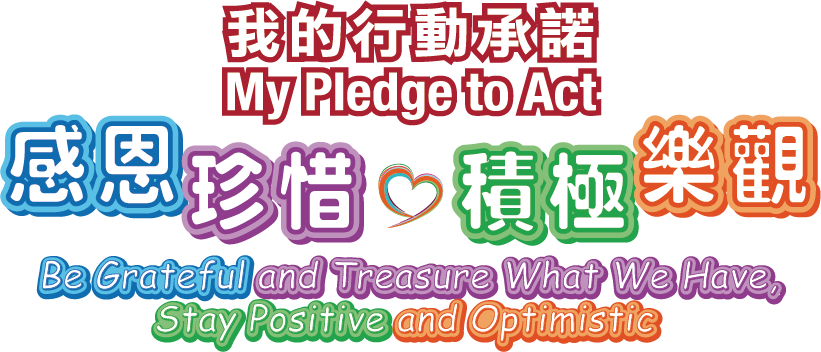 我的行動承諾
My Pledge to Act
感恩珍惜 積極樂觀
Be Grateful and Treasure What We Have,
Stay Positive and Optimistic